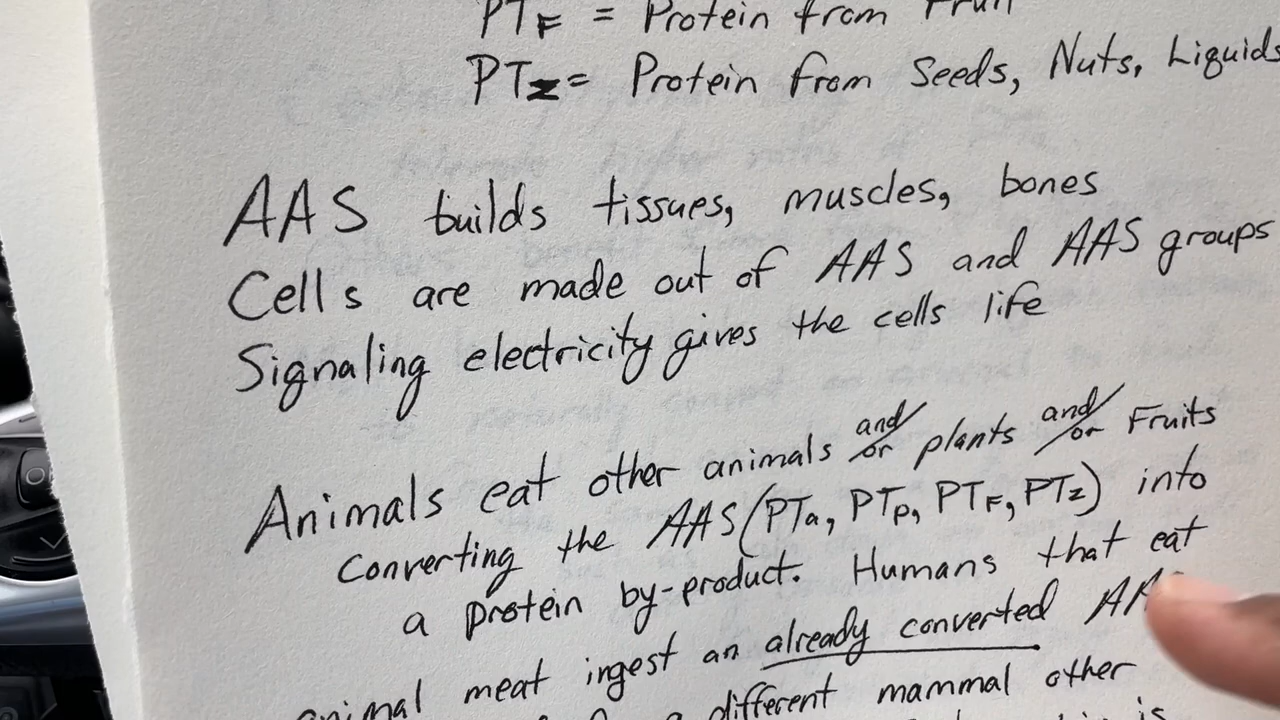 PTF = Protein from Fruit
PTz = Protein from Seeds, Nuts, Liquids
AAS builds tissues, muscles, bones
Cells are made out of AAS and AAS groups
Signaling electricity gives the cells life
Animals eat other animals and/or plants and/or Fruits
Converting the AAS (PTa, PTp, PTF, PTz) into
a protein by-product. Humans that eat
animal meat ingest an already converted
a different mammal other
is